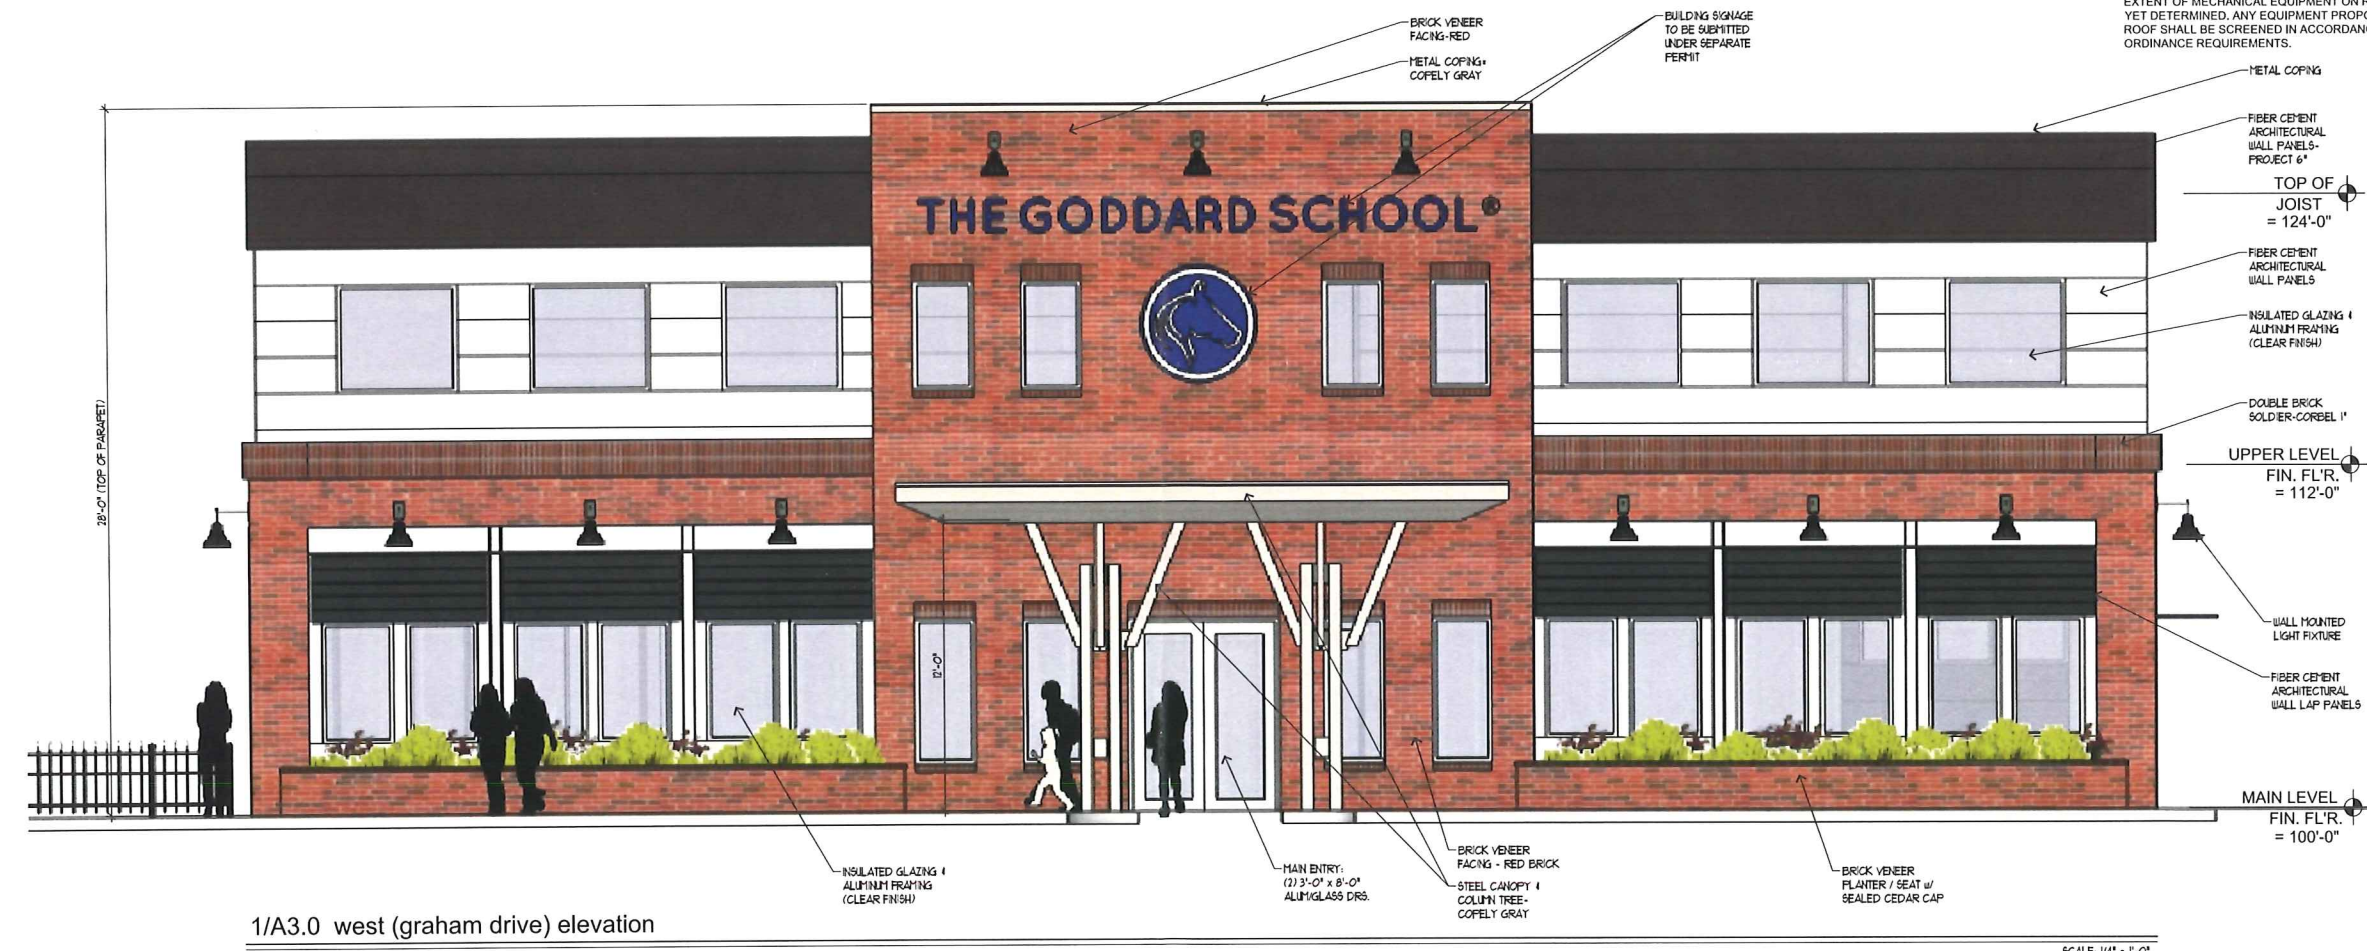 EXTENT OF MECHANICAL EQUIPMENT ON
YET DETERMINED. ANY EQUIPMENT
ROOF SHALL BE SCREENED IN
ORDINANCE REQUIREMENTS.
BRICK VENEER
FACING-RED
METAL COPING:
COPELY GRAY
BUILDING SIGNAGE
TO BE SUBMITTED
UNDER SEPARATE
PERMIT
METAL COPING
FIBER CEMENT
ARCHITECTURAL
WALL PANELS-
PROJECT 6"
TOP OF
JOIST
= 124'-0"
FIBER CEMENT
ARCHITECTURAL
WALL PANELS
INSULATED GLAZING &
ALUMINUM FRAMING
(CLEAR FINISH)
DOUBLE BRICK
SOLDIER-CORBEL 1"
UPPER LEVEL
FIN. FL'R.
= 112'-0"
WALL MOUNTED
LIGHT FIXTURE
FIBER CEMENT
ARCHITECTURAL
WALL LAP PANELS
MAIN LEVEL
FIN. FL'R.
= 100'-0"
THE GODDARD SCHOOL®
28'-0" (TOP OF PARAPET)
12'-0"
INSULATED GLAZING &
ALUMINUM FRAMING
(CLEAR FINISH)
MAIN ENTRY:
(2) 3'-0" x 8'-0"
ALUM/GLASS DRS.
BRICK VENEER
FACING - RED BRICK
STEEL CANOPY &
COLUMN TREE-
COPELY GRAY
BRICK VENEER
PLANTER / SEAT w/
SEALED CEDAR CAP
1/A3.0 west (graham drive) elevation
SCALE: 1/4" = 1'-0"